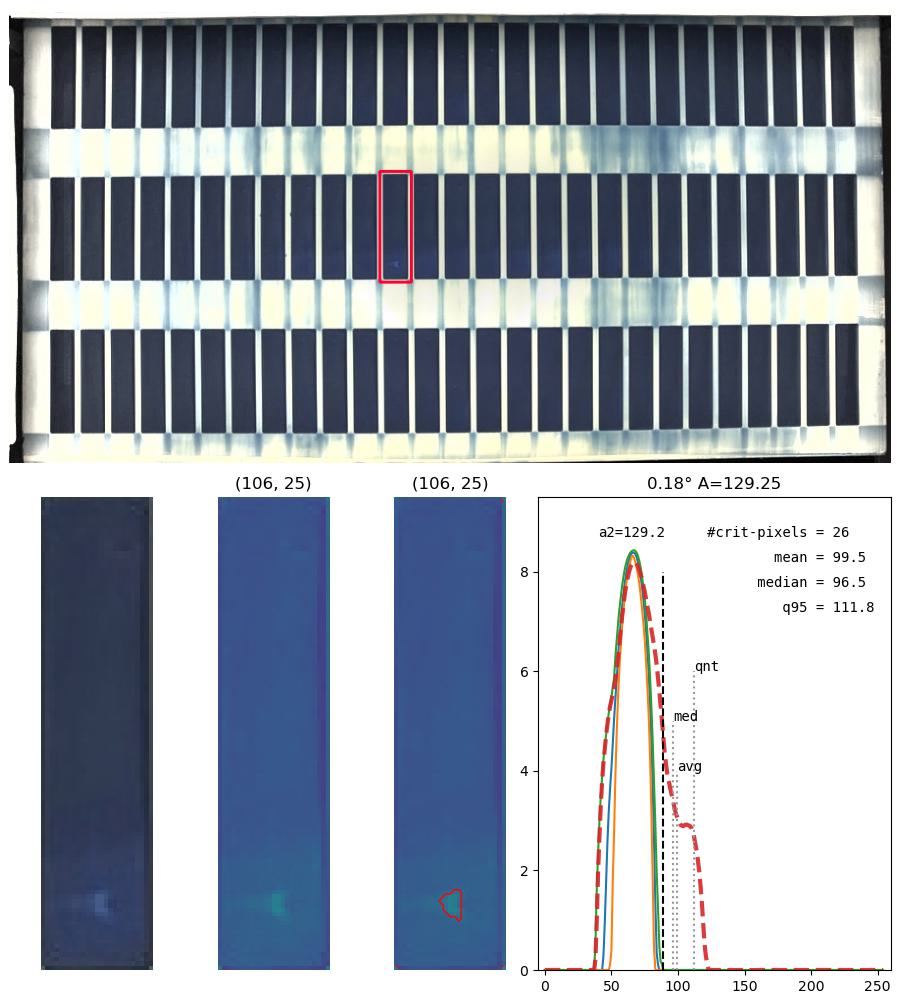 (106, 25)
(106, 25)
0.18° A=129.25
a2=129.2
#crit-pixels = 26
mean = 99.5
median = 96.5
q95 = 111.8
qnt
med
avg
8
6
4
2
0
0 50 100 150 200 250